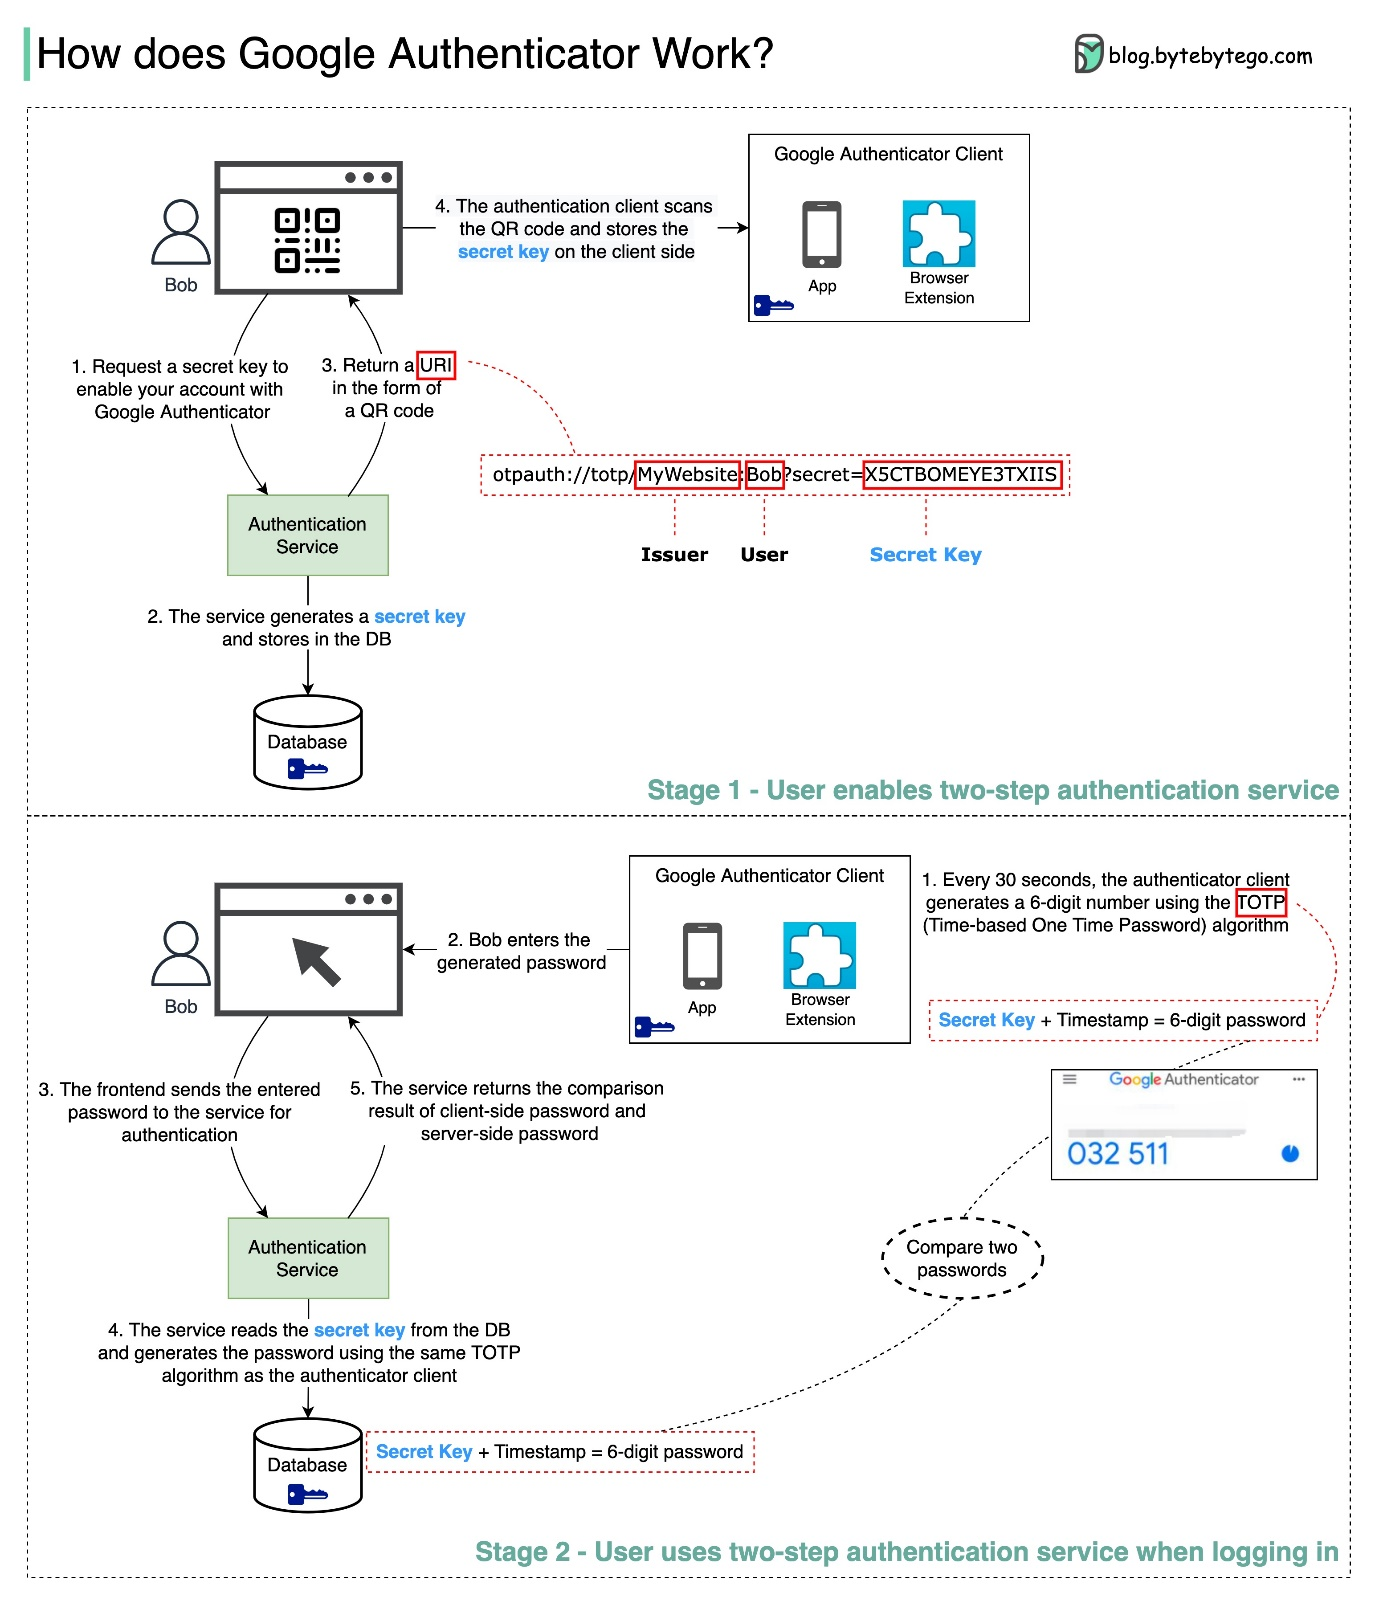 How does Google Authenticator Work?
blog.bytebytego.com
Google Authenticator Client
App
Browser
Extension
Bob
4. The authentication client scans
the QR code and stores the
secret key on the client side
1. Request a secret key to
enable your account with
Google Authenticator
3. Return a URI
in the form of
a QR code
otpauth://totp/MyWebsite:Bob?secret=X5CTBOMEYE3TXIIS
Issuer
User
Secret Key
Authentication
Service
2. The service generates a secret key
and stores in the DB
Database
Stage 1 - User enables two-step authentication service
Bob
2. Bob enters the
generated password
Google Authenticator Client
App
Browser
Extension
1. Every 30 seconds, the authenticator client
generates a 6-digit number using the TOTP
(Time-based One Time Password) algorithm
Secret Key + Timestamp = 6-digit password
Google Authenticator
032 511
3. The frontend sends the entered
password to the service for
authentication
5. The service returns the comparison
result of client-side password and
server-side password
Authentication
Service
Compare two
passwords
4. The service reads the secret key from the DB
and generates the password using the same TOTP
algorithm as the authenticator client
Database
Secret Key + Timestamp = 6-digit password
Stage 2 - User uses two-step authentication service when logging in